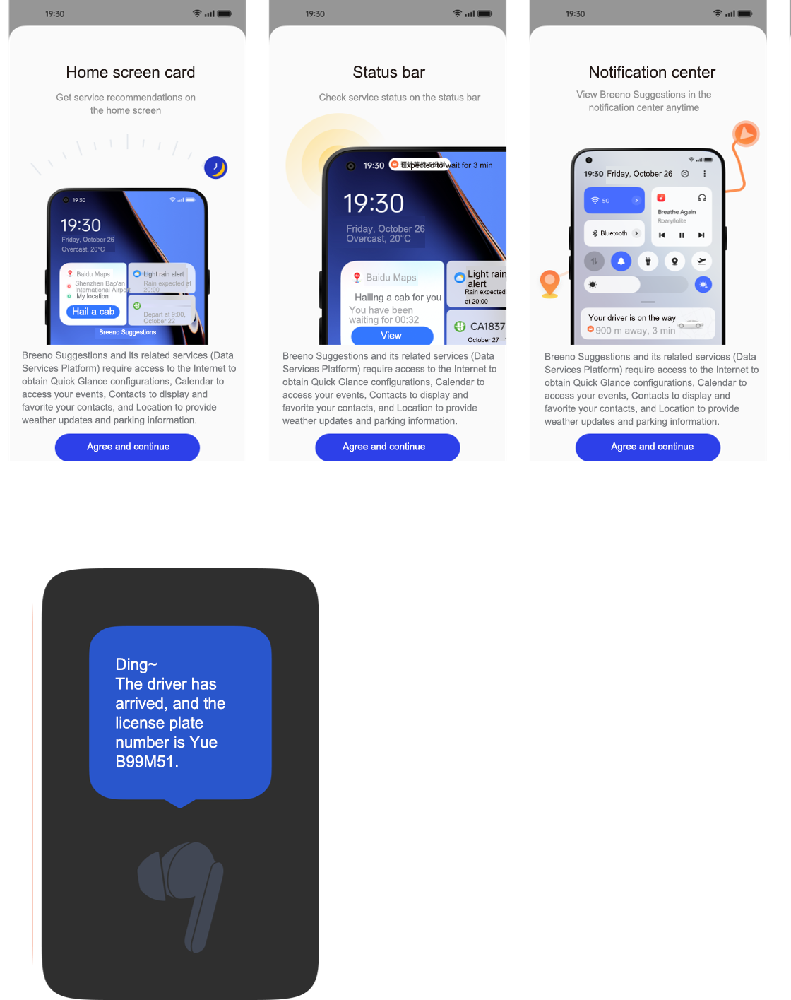 19:30
Home screen card
Get service recommendations on
the home screen
19:30
19:30
Friday, October 26
Overcast, 20°C
Baidu Maps
Shenzhen Bap'an
International Airport
My location
Hail a cab
Light rain alert
Rain expected at
20:00
Depart at 9:00,
October 22
Breeno Suggestions
Breeno Suggestions and its related services (Data
Services Platform) require access to the Internet to
obtain Quick Glance configurations, Calendar to
access your events, Contacts to display and
favorite your contacts, and Location to provide
weather updates and parking information.
Agree and continue
19:30
Status bar
Check service status on the status bar
19:30
Expected to wait for 3 min
19:30
Friday, October 26
Overcast, 20°C
Baidu Maps
Hailing a cab for you
You have been
waiting for 00:32
View
Light rain
alert
Rain expected
at 20:00
CA1837
October 27
Breeno Suggestions and its related services (Data
Services Platform) require access to the Internet to
obtain Quick Glance configurations, Calendar to
access your events, Contacts to display and
favorite your contacts, and Location to provide
weather updates and parking information.
Agree and continue
19:30
Notification center
View Breeno Suggestions in the
notification center anytime
19:30 Friday, October 26
5G
Bluetooth
Breathe Again
Roary/Iolite
Your driver is on the way
900 m away, 3 min
Breeno Suggestions and its related services (Data
Services Platform) require access to the Internet to
obtain Quick Glance configurations, Calendar to
access your events, Contacts to display and
favorite your contacts, and Location to provide
weather updates and parking information.
Agree and continue
Ding~
The driver has
arrived, and the
license plate
number is Yue
B99M51.